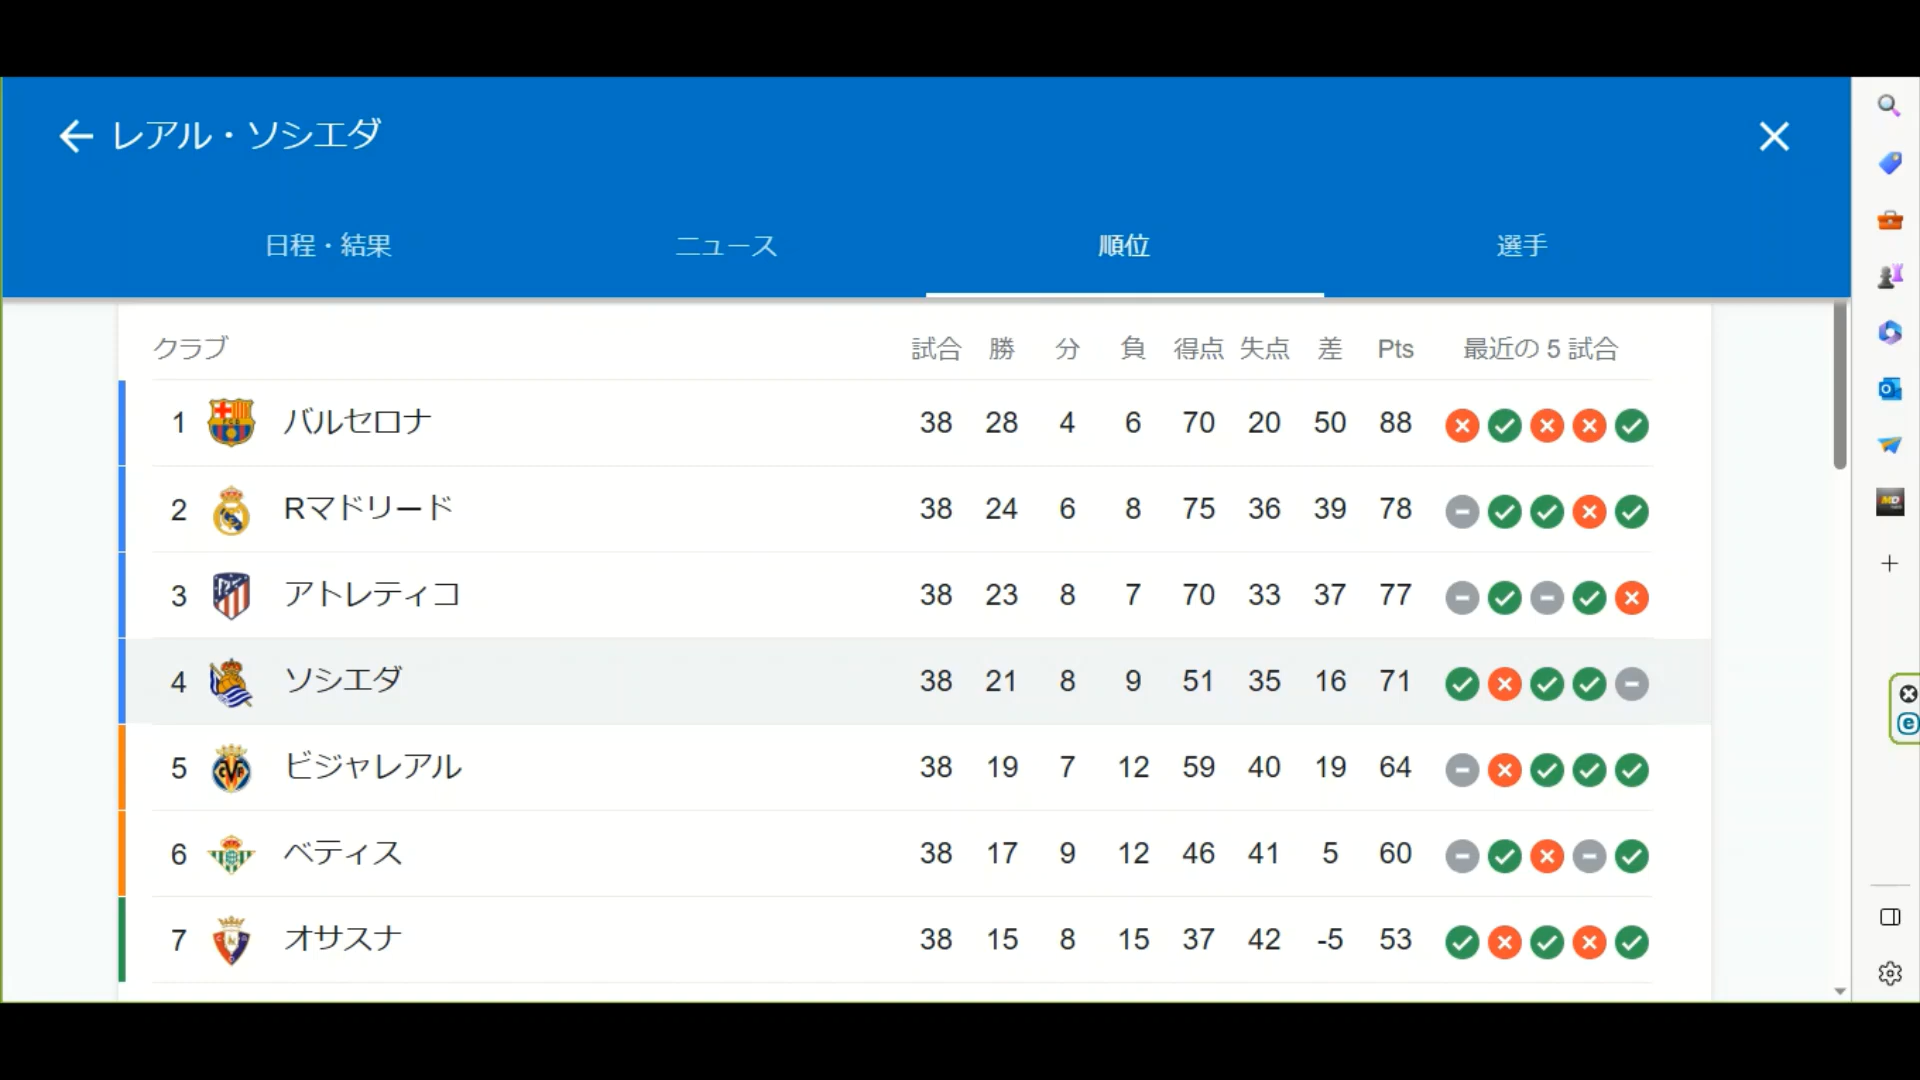 レアル・ソシエダ
日程・結果 ニュース 順位 選手
クラブ 試合 勝 分 負 得点 失点 差 Pts 最近の 5 試合
1 バルセロナ 38 28 4 6 70 20 50 88
2 Rマドリード 38 24 6 8 75 36 39 78
3 アトレティコ 38 23 8 7 70 33 37 77
4 ソシエダ 38 21 8 9 51 35 16 71
5 ビジャレアル 38 19 7 12 59 40 19 64
6 ベティス 38 17 9 12 46 41 5 60
7 オサスナ 38 15 8 15 37 42 -5 53